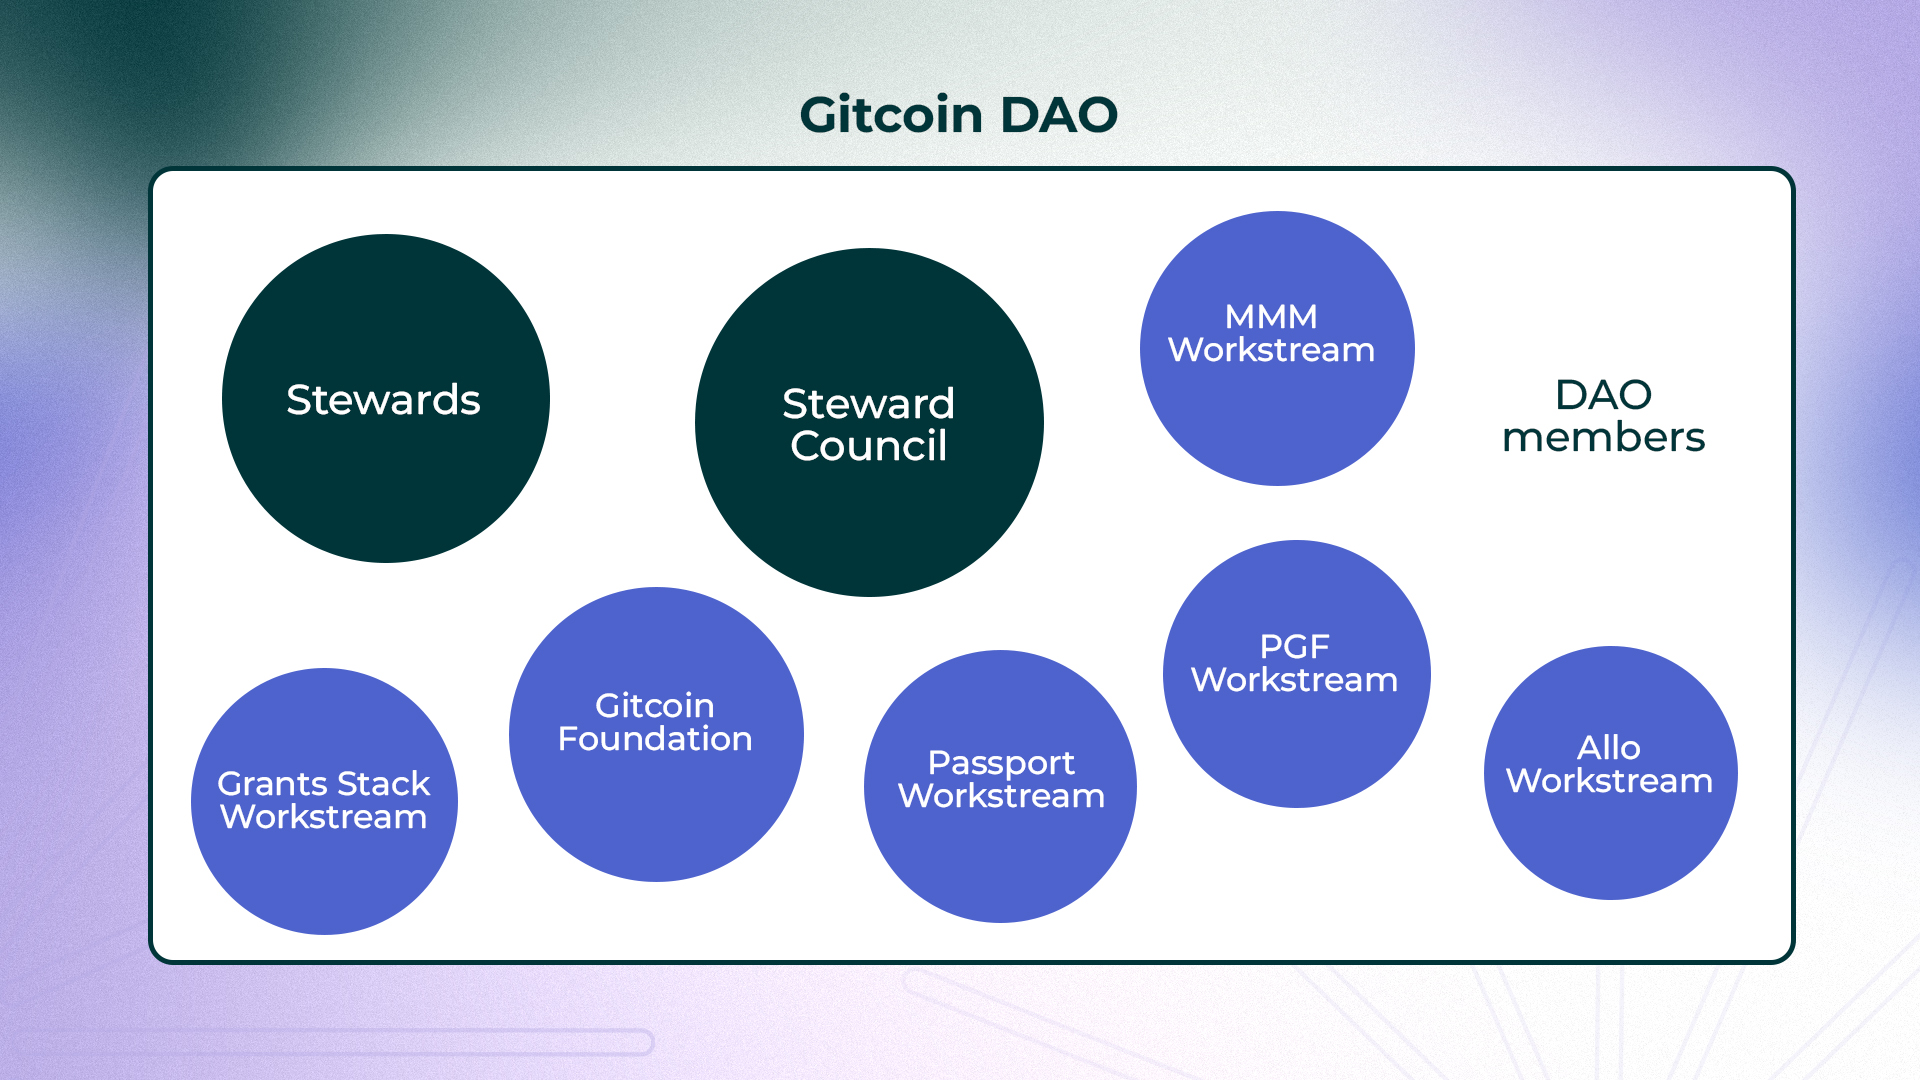 Gitcoin DAO
Stewards
Steward
Council
MMM
Workstream
DAO
members
Grants Stack
Workstream
Gitcoin
Foundation
Passport
Workstream
PGF
Workstream
Allo
Workstream